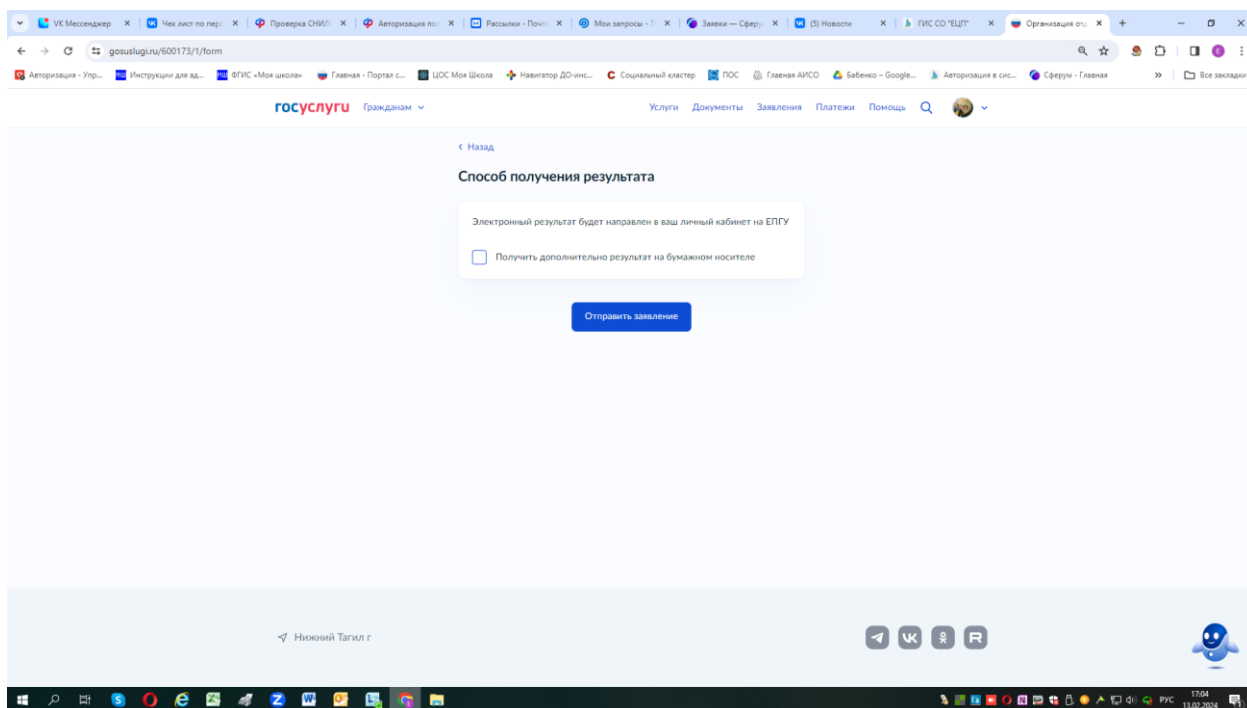 VK Мессенджер
Чек лист по перс
Проверка СНИЛ
Авторизация пол
Рассылки - Почт
Мои запросы - П
Заявки — Сферу
(5) Новости
ГИС СО "ЕЦП"
Организация отд
gosuslugi.ru/600173/1/form
Авторизация - Упр...
Инструкции для ад...
ФГИС «Моя школа»
Главная - Портал с...
ЦОС Моя Школа
Навигатор ДО-инс...
Социальный кластер
ПОС
Главная АИСО
Бабенко – Google...
Авторизация в сис...
Сферум - Главная
Все закладки
госуслуги
Гражданам
Услуги
Документы
Заявления
Платежи
Помощь
Назад
Способ получения результата
Электронный результат будет направлен в ваш личный кабинет на ЕПГУ
Получить дополнительно результат на бумажном носителе
Отправить заявление
Нижний Тагил г
РУС
17:04
13.02.2024